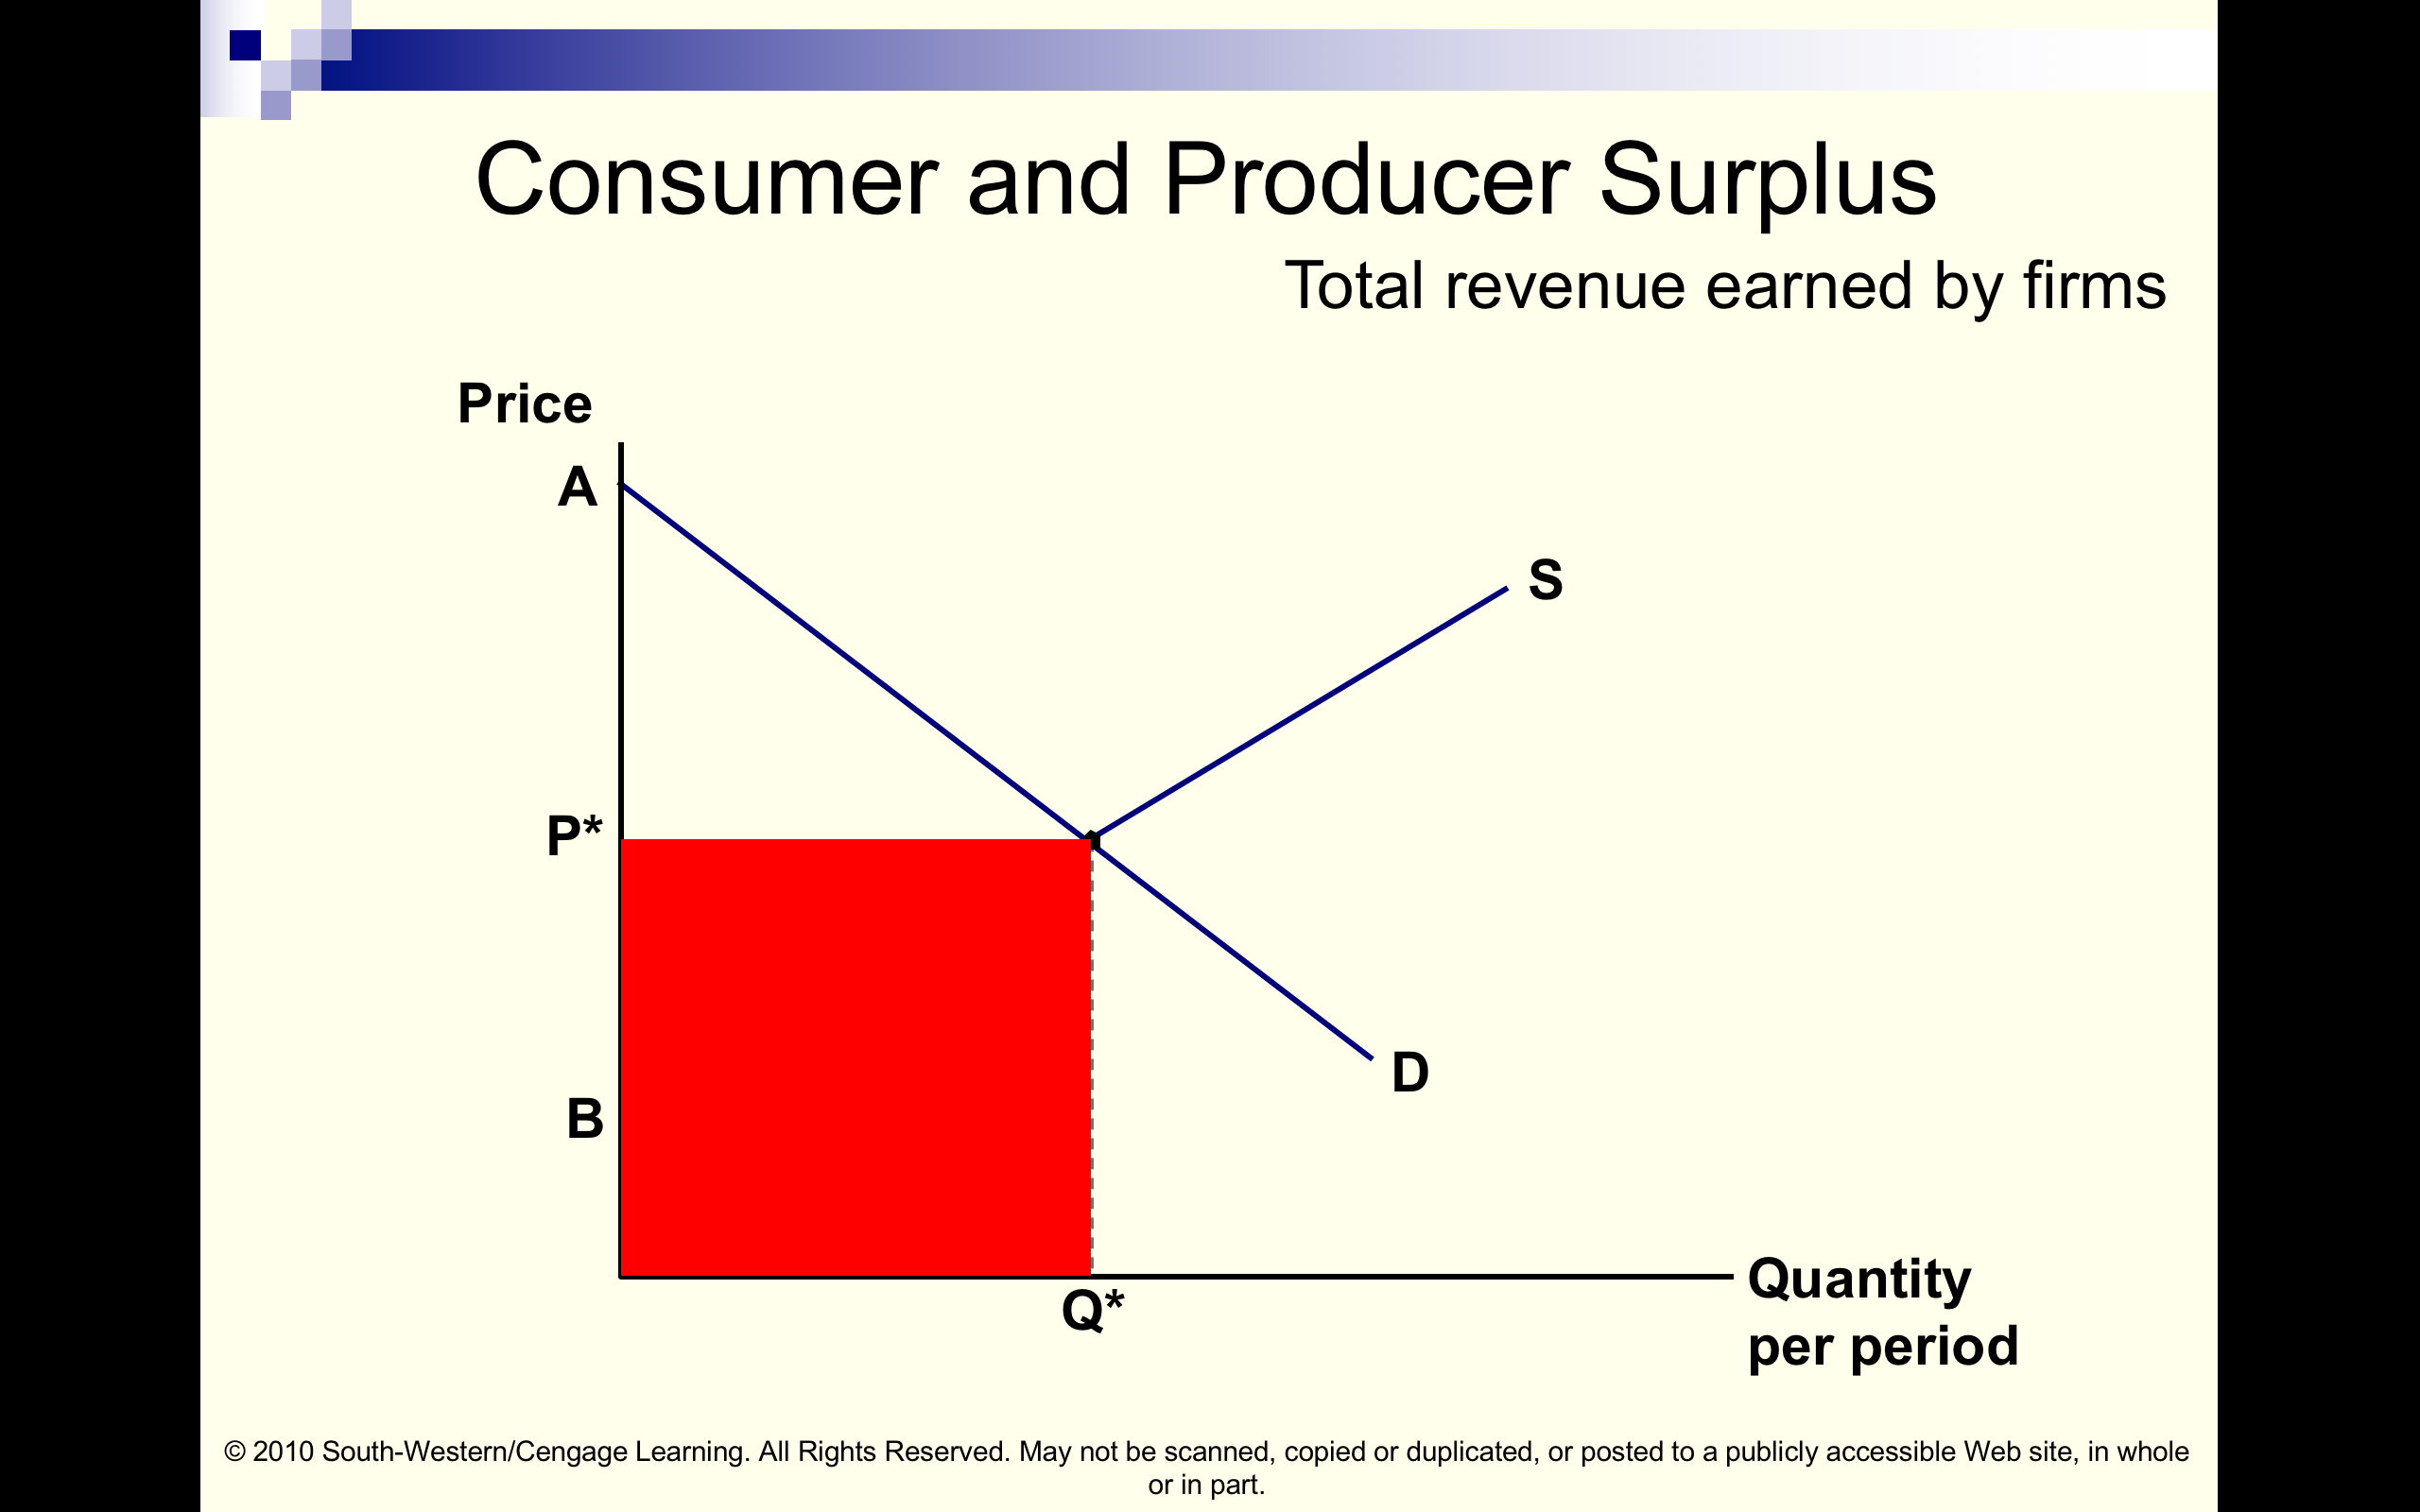 Consumer and Producer Surplus
Total revenue earned by firms
Price
A
S
P*
D
B
Q*
Quantity
per period
© 2010 South-Western/Cengage Learning. All Rights Reserved. May not be scanned, copied or duplicated, or posted to a publicly accessible Web site, in whole
or in part.